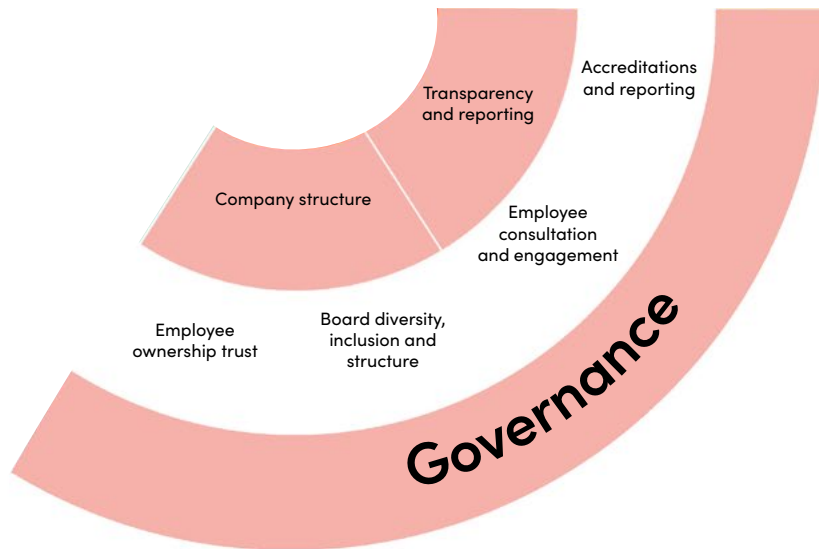 Transparency
and reporting
Accreditations
and reporting
Company structure
Employee
consultation
and engagement
Employee
ownership trust
Board diversity,
inclusion and
structure
Governance